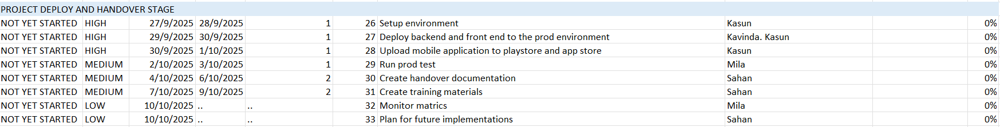 PROJECT DEPLOY AND HANDOVER STAGE
NOT YET STARTED HIGH 27/9/2025 28/9/2025 1 26 Setup environment Kasun 0%
NOT YET STARTED HIGH 29/9/2025 30/9/2025 1 27 Deploy backend and front end to the prod environment Kavinda. Kasun 0%
NOT YET STARTED HIGH 30/9/2025 1/10/2025 1 28 Upload mobile application to playstore and app store Kasun 0%
NOT YET STARTED MEDIUM 2/10/2025 3/10/2025 1 29 Run prod test Mila 0%
NOT YET STARTED MEDIUM 4/10/2025 6/10/2025 2 30 Create handover documentation Sahan 0%
NOT YET STARTED MEDIUM 7/10/2025 9/10/2025 2 31 Create training materials Sahan 0%
NOT YET STARTED LOW 10/10/2025 .. .. 32 Monitor matrics Mila 0%
NOT YET STARTED LOW 10/10/2025 .. .. 33 Plan for future implementations Sahan 0%